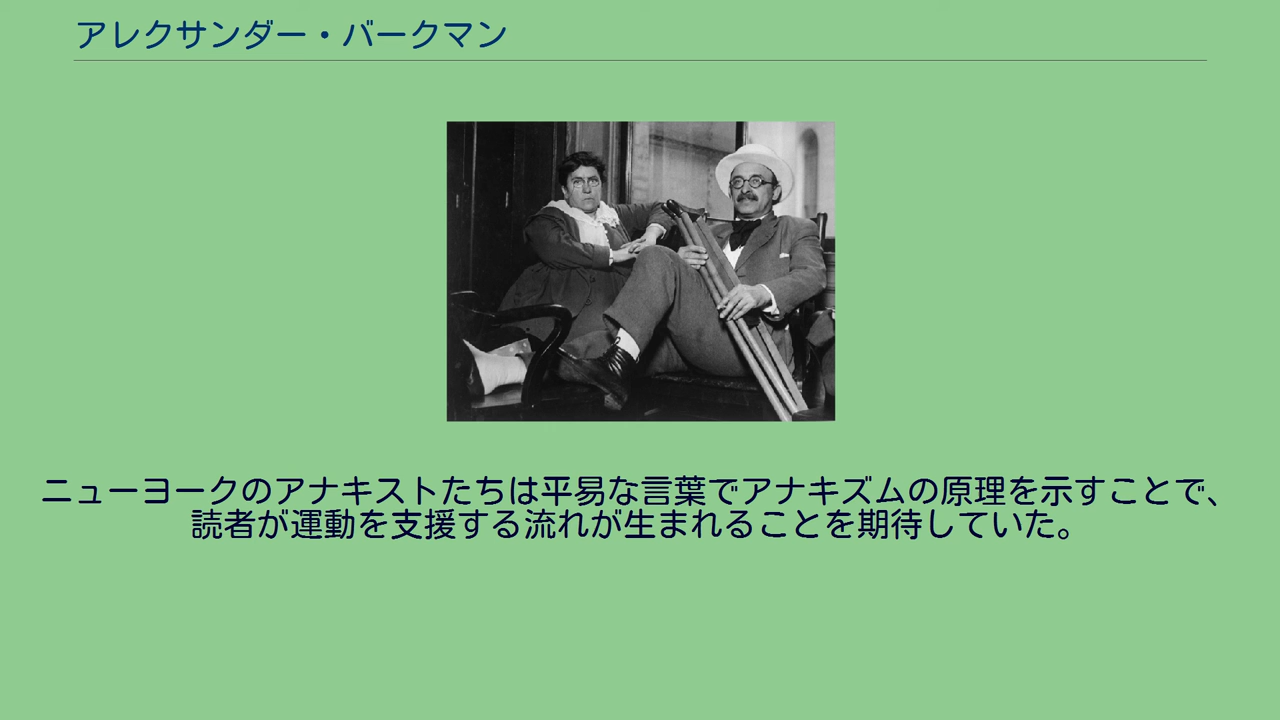 アレクサンダー・バークマン
ニューヨークのアナキストたちは平易な言葉でアナキズムの原理を示すことで、
読者が運動を支援する流れが生まれることを期待していた。